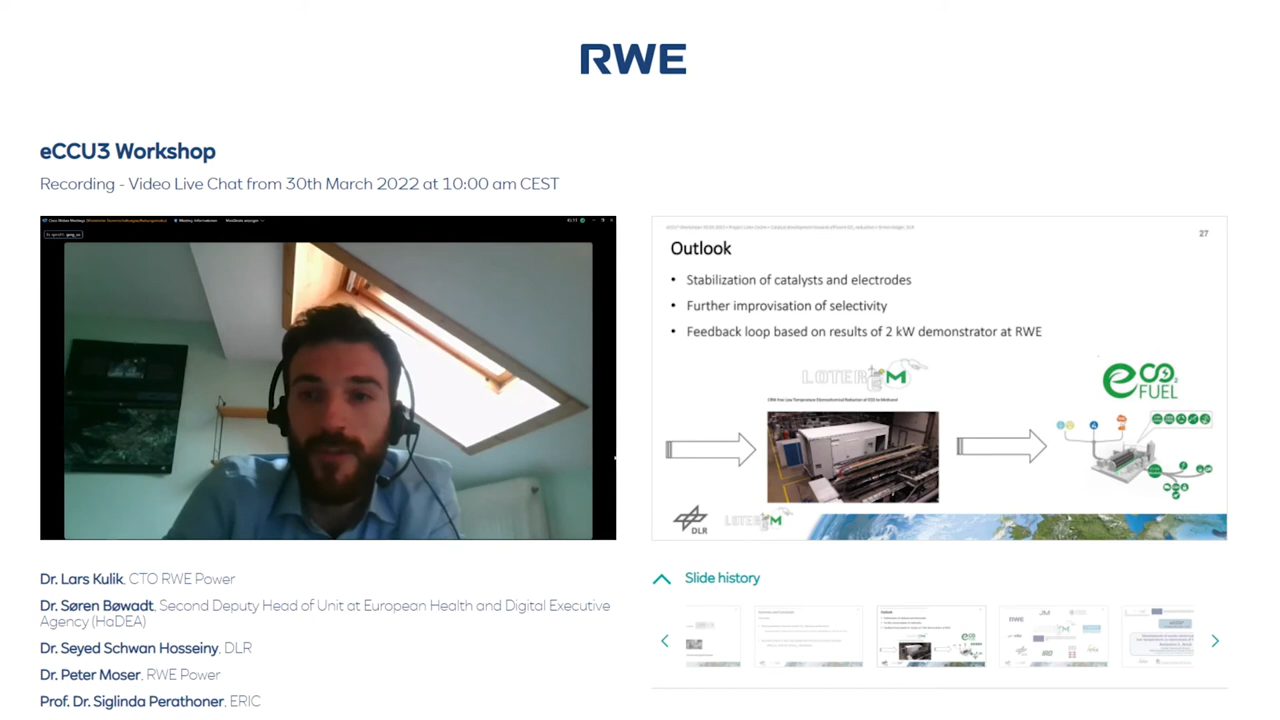 RWE
eCCU3 Workshop
Recording - Video Live Chat from 30th March 2022 at 10:00 am CEST
27
Outlook
• Stabilization of catalysts and electrodes
• Further improvisation of selectivity
• Feedback loop based on results of 2 kW demonstrator at RWE
LOTER
E M
eCO2
FUEL
DLR
LOTER M
Dr. Lars Kulik, CTO RWE Power
Dr. Søren Bøwadt, Second Deputy Head of Unit at European Health and Digital Executive
Agency (HaDEA)
Dr. Seyed Schwan Hosseiny, DLR
Dr. Peter Moser, RWE Power
Prof. Dr. Siglinda Perathoner, ERIC
Slide history